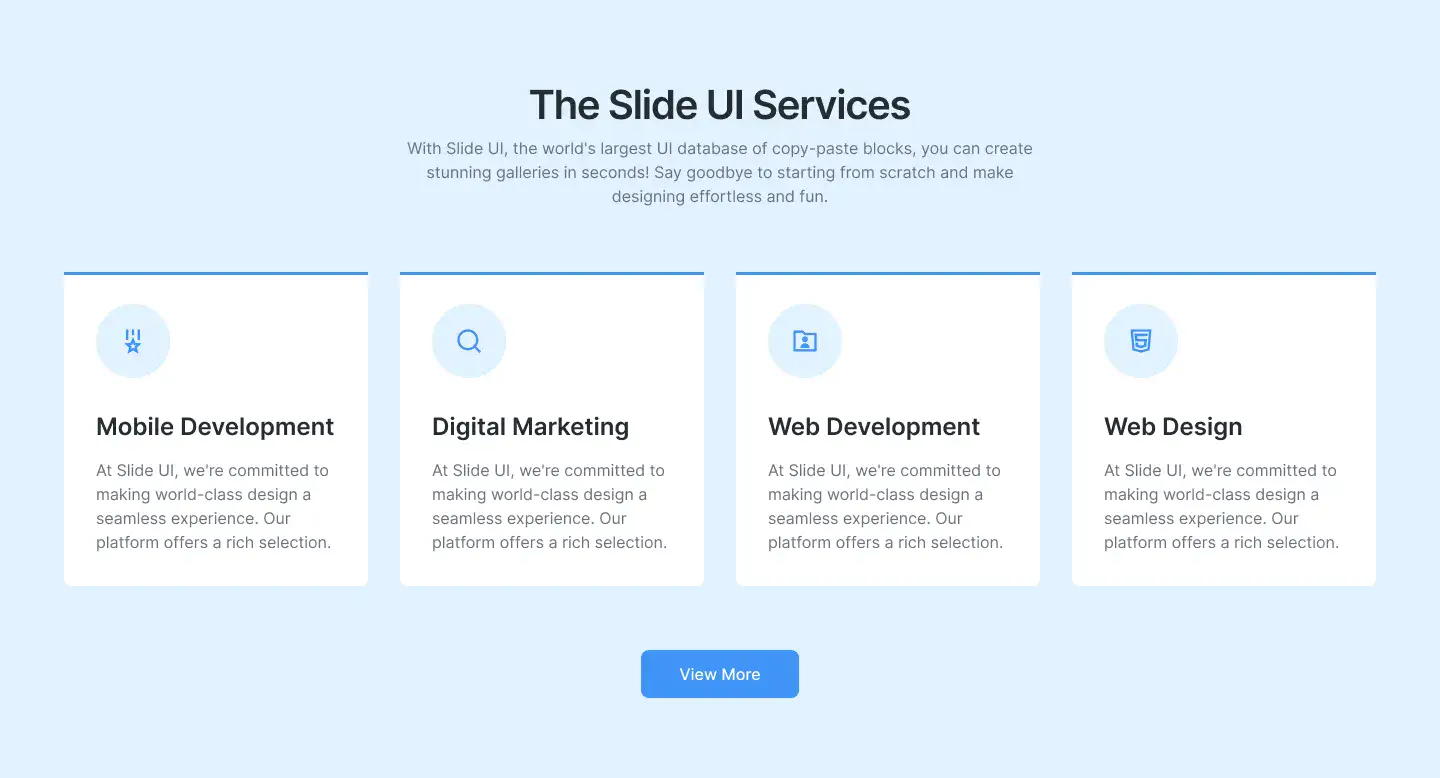 The Slide UI Services
With Slide UI, the world's largest UI database of copy-paste blocks, you can create
stunning galleries in seconds! Say goodbye to starting from scratch and make
designing effortless and fun.
Mobile Development
At Slide UI, we're committed to
making world-class design a
seamless experience. Our
platform offers a rich selection.
Digital Marketing
At Slide UI, we're committed to
making world-class design a
seamless experience. Our
platform offers a rich selection.
Web Development
At Slide UI, we're committed to
making world-class design a
seamless experience. Our
platform offers a rich selection.
Web Design
At Slide UI, we're committed to
making world-class design a
seamless experience. Our
platform offers a rich selection.
View More